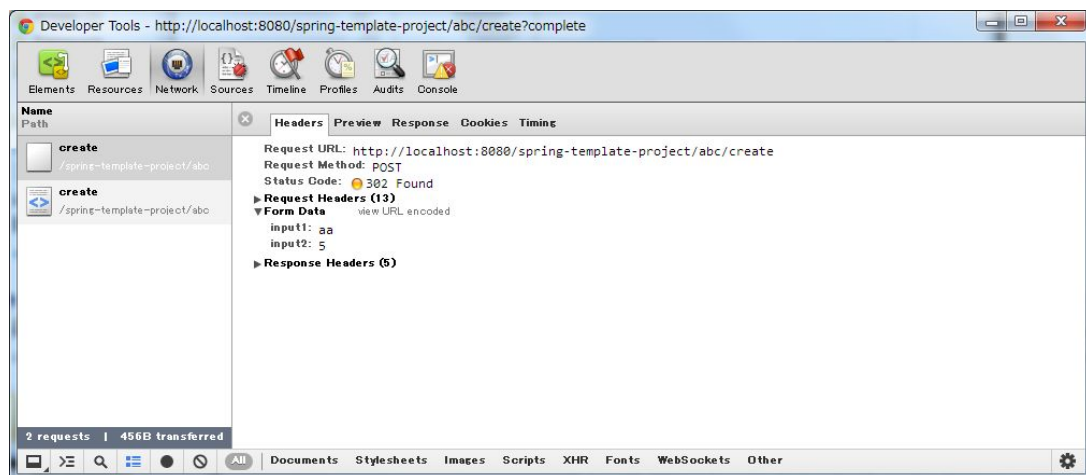 Developer Tools - http://localhost:8080/spring-template-project/abc/create?complete
Elements Resources Network Sources Timeline Profiles Audits Console
Name
Path
Headers Preview Response Cookies Timing
create
/spring-template-project/abc
create
/spring-template-project/abc
Request URL: http://localhost:8080/spring-template-project/abc/create
Request Method: POST
Status Code: 302 Found
Request Headers (13)
Form Data view URL encoded
input1: aa
input2: 5
Response Headers (5)
2 requests | 456B transferred
All Documents Stylesheets Images Scripts XHR Fonts WebSockets Other